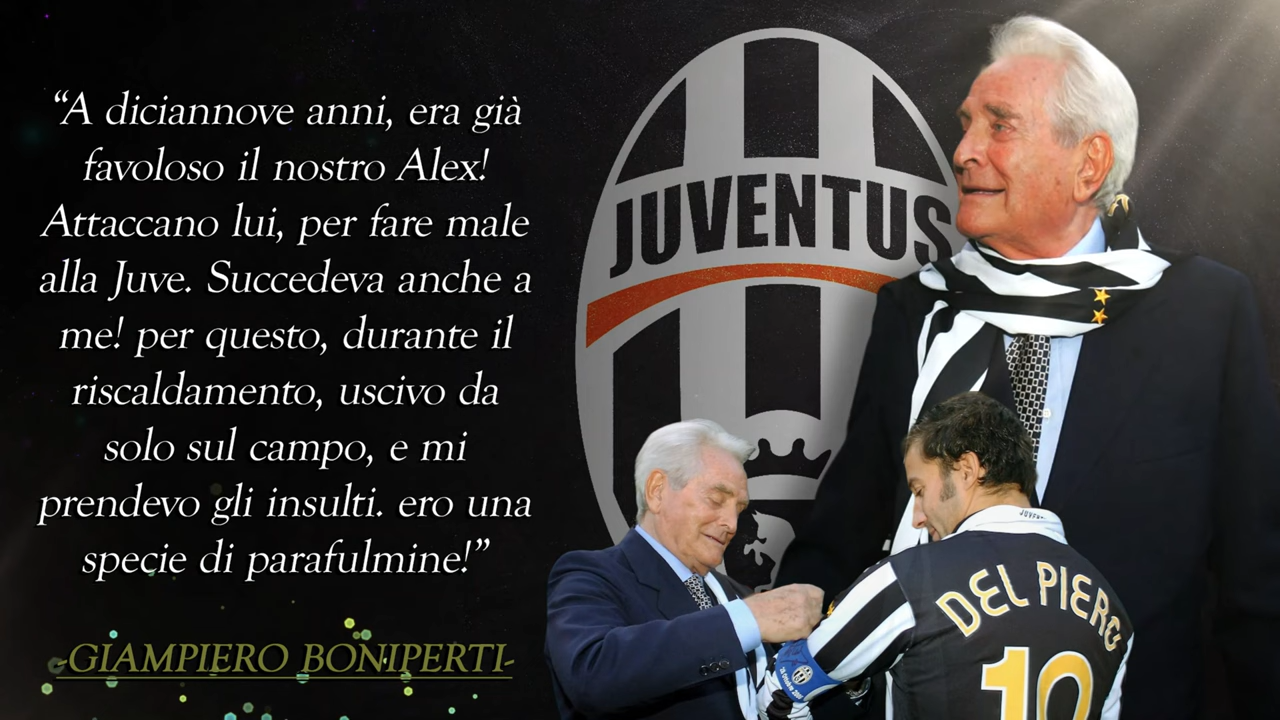 “A diciannove anni, era già
favoloso il nostro Alex!
Attaccano lui, per fare male
alla Juve. Succedeva anche a
me! per questo, durante il
riscaldamento, uscivo da
solo sul campo, e mi
prendevo gli insulti. ero una
specie di parafulmine!”
-GIAMPIERO BONIPERTI-
JUVENTUS
DEL PIERO
10